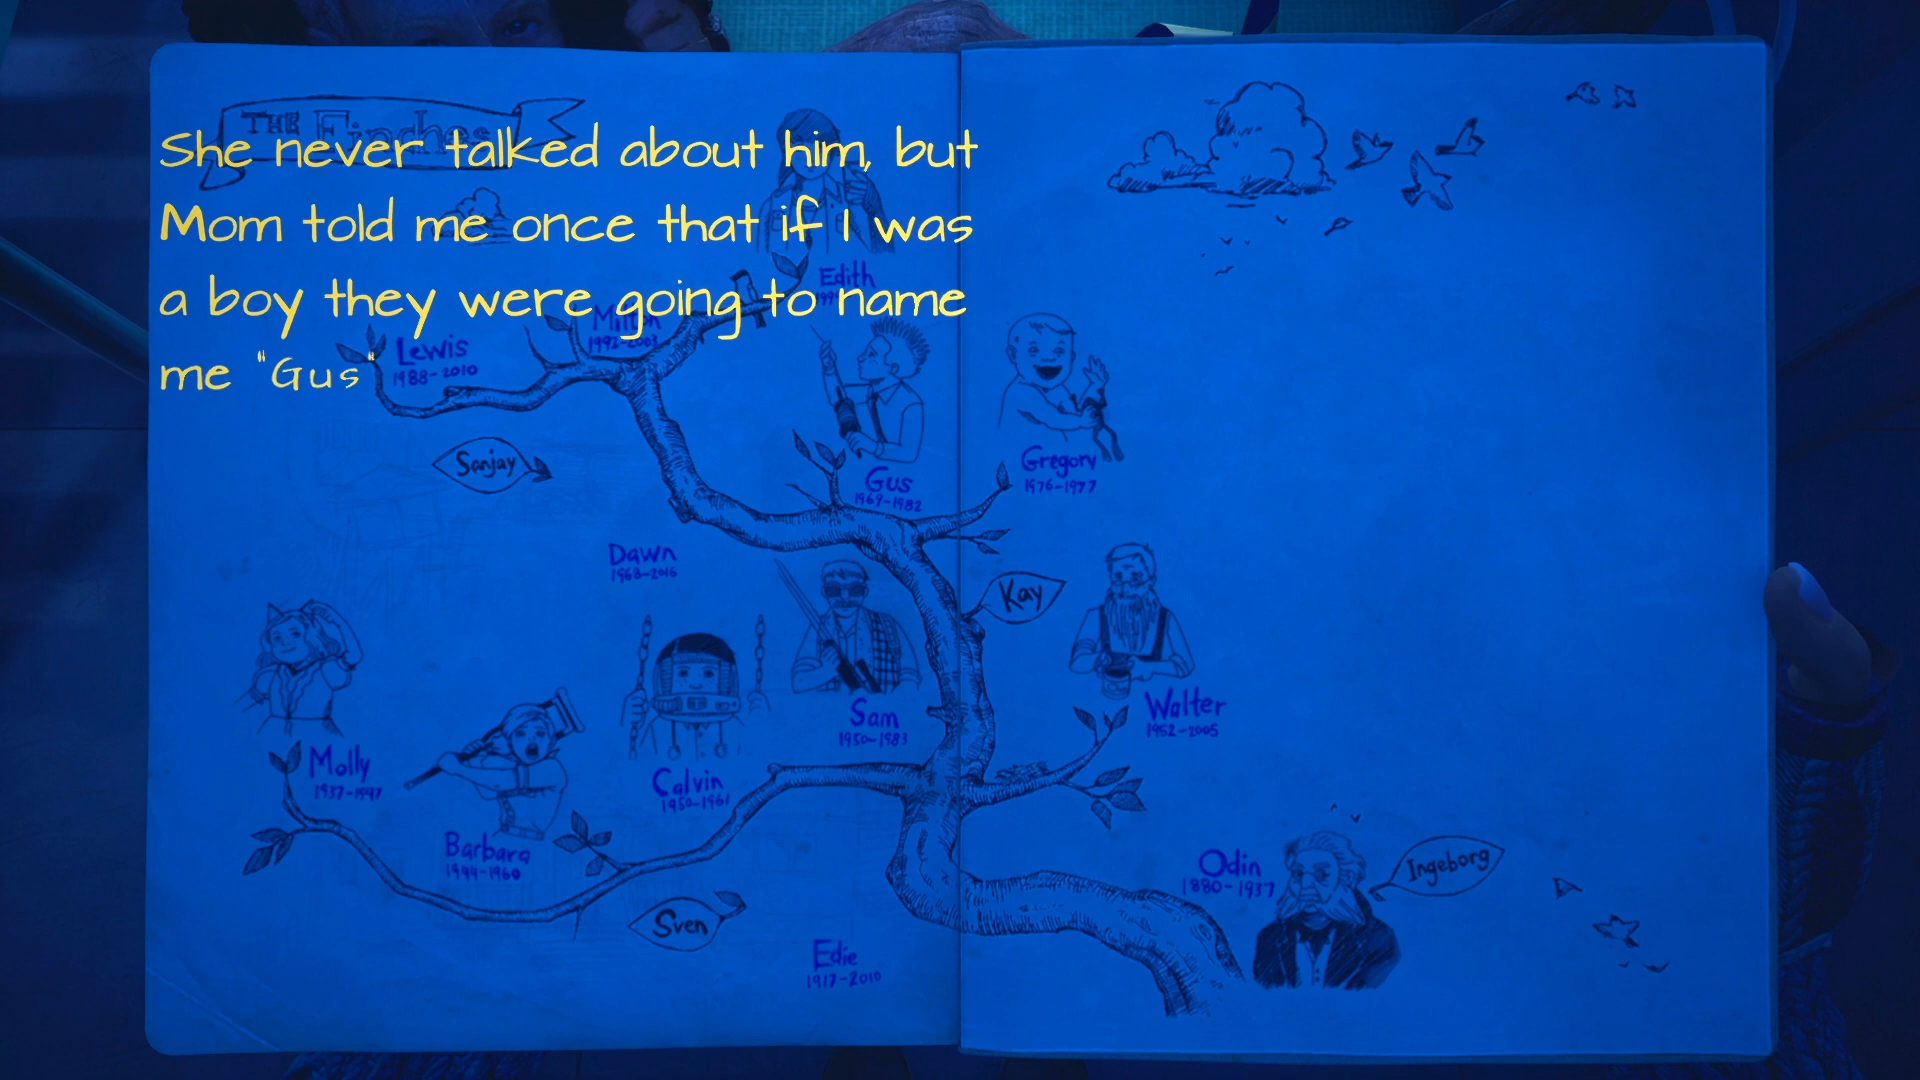 THE Finches
She never talked about him, but
Mom told me once that if I was
a boy they were going to name
me "Gus"
Edith
Milton
1992-2003
Lewis
1988-2010
Sanjay
Gus
1969-1982
Gregory
1976-1977
Dawn
1968-2016
Kay
Sam
1950-1983
Walter
1952-2005
Molly
1937-1947
Calvin
1950-1961
Barbara
1944-1960
Odin
1880-1937
Ingeborg
Sven
Edie
1917-2010